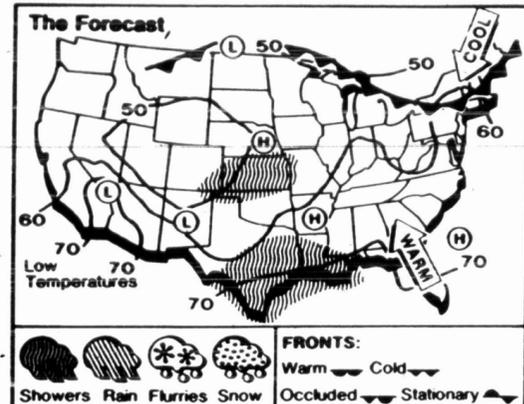 The Forecast
L
50
50
COOL
60
50
H
L
L
H
H
60
70
70
Low
Temperatures
70
WARM
70
Showers Rain Flurries Snow
FRONTS:
Warm Cold
Occluded Stationary